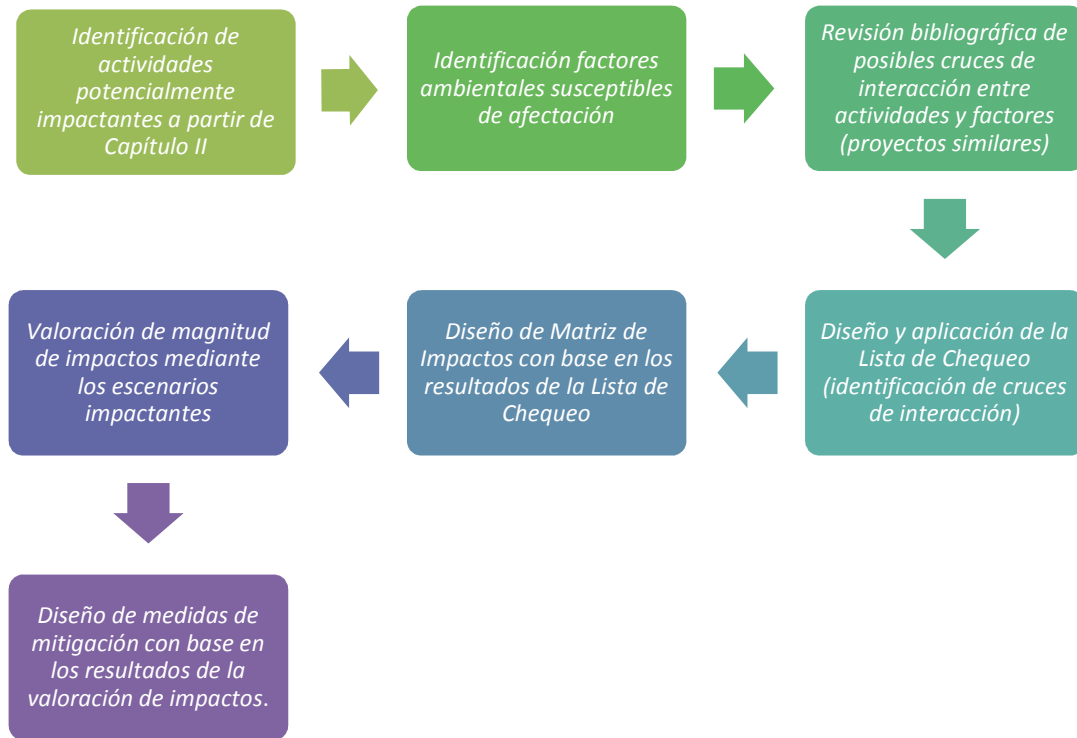 Identificación de
actividades
potencialmente
impactantes a partir de
Capítulo II
Identificación factores
ambientales susceptibles
de afectación
Revisión bibliográfica de
posibles cruces de
interacción entre
actividades y factores
(proyectos similares)
Diseño y aplicación de la
Lista de Chequeo
(identificación de cruces
de interacción)
Diseño de Matriz de
Impactos con base en los
resultados de la Lista de
Chequeo
Valoración de magnitud
de impactos mediante
los escenarios
impactantes
Diseño de medidas de
mitigación con base en
los resultados de la
valoración de impactos.